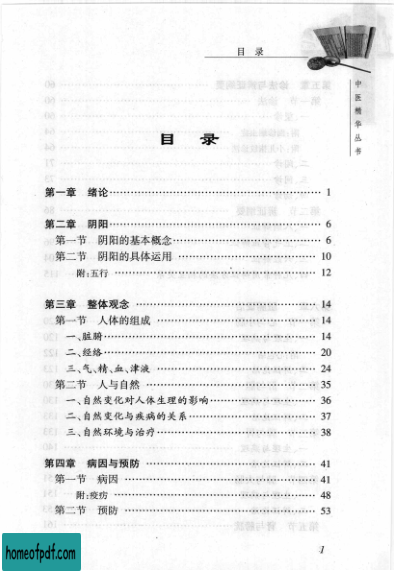 目 录
中医精华丛书
目 录
第一章 绪论……………………………………1
第二章 阴阳……………………………………6
第一节 阴阳的基本概念………………………6
第二节 阴阳的具体运用………………………10
附:五行………………………………………12
第三章 整体观念………………………………14
第一节 人体的组成……………………………14
一、脏腑………………………………………14
二、经络………………………………………20
三、气、血、精、津液…………………………24
第二节 人与自然………………………………35
一、自然变化对人体生理的影响………………36
二、自然变化与疾病的关系……………………37
三、自然环境与治疗……………………………38
第四章 病因与预防……………………………41
第一节 病因……………………………………41
附:疫疠………………………………………48
第二节 预防……………………………………53
1
homeofpdf.com